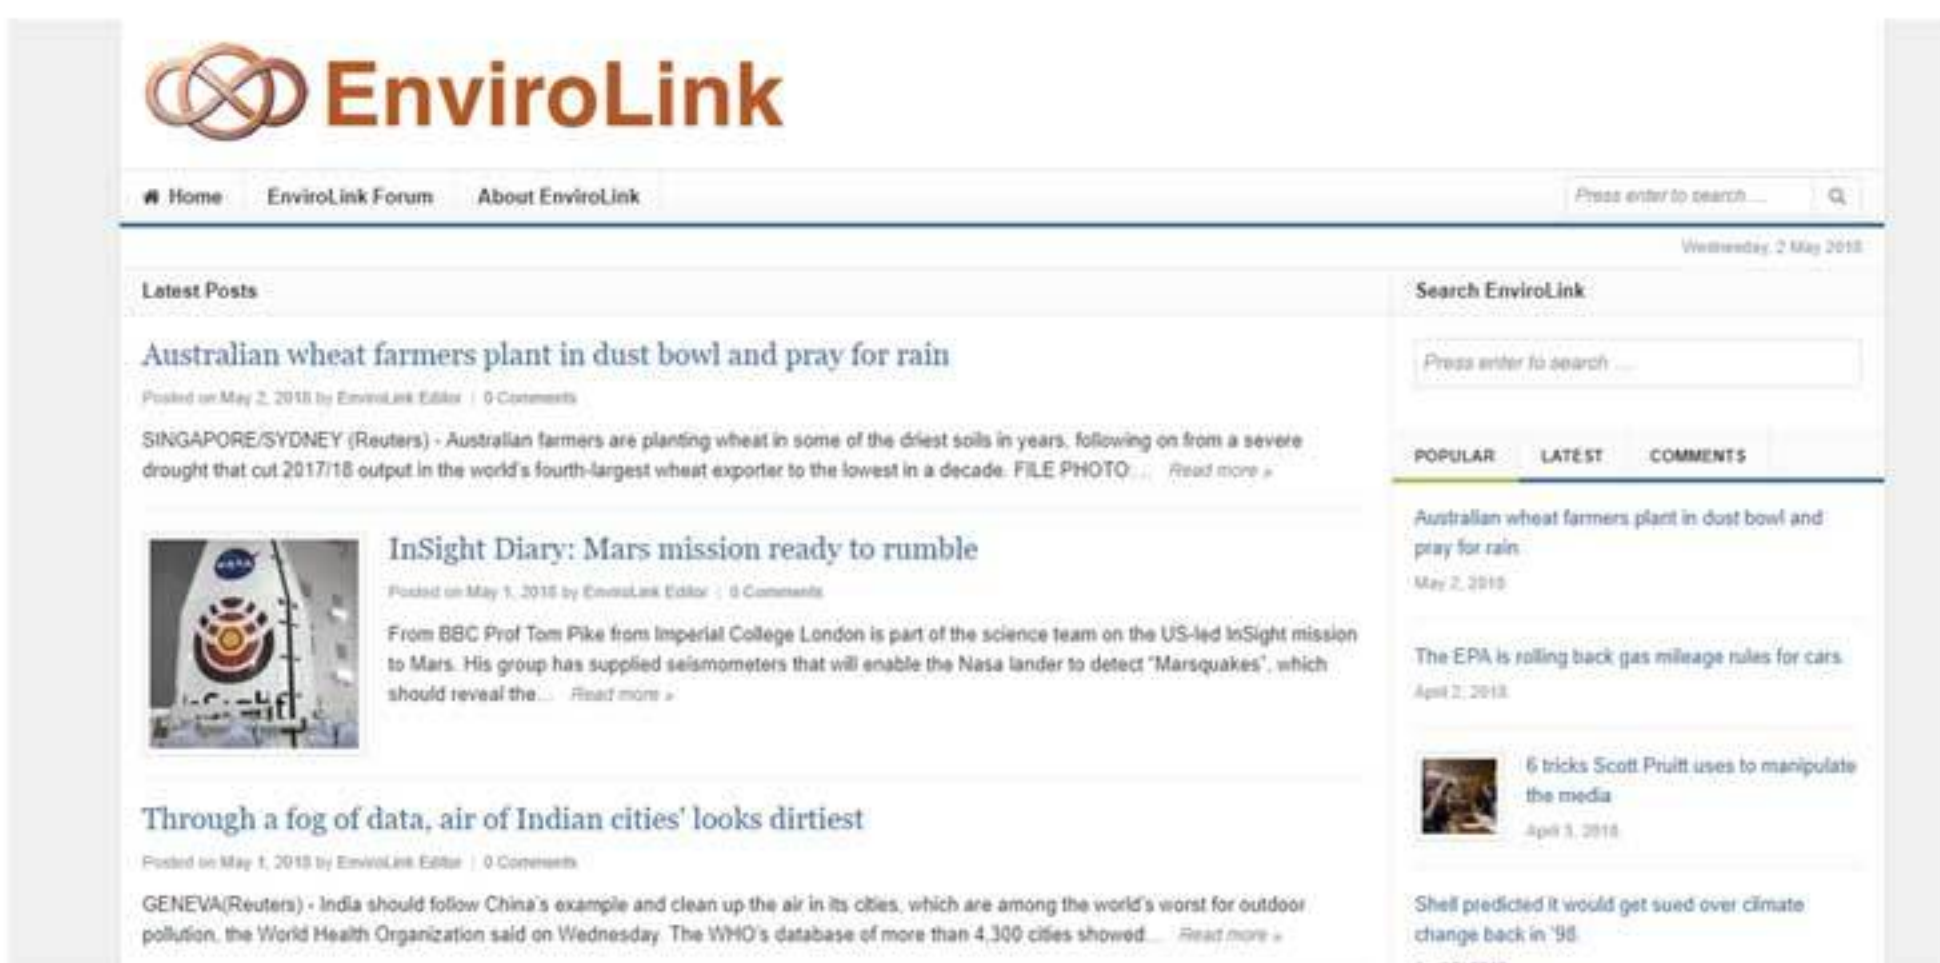 EnviroLink
Home EnviroLink Forum About EnviroLink
Press enter to search ...
Wednesday, 2 May 2018
Latest Posts
Australian wheat farmers plant in dust bowl and pray for rain
Posted on May 2, 2018 by EnviroLink Editor | 0 Comments
SINGAPORE/SYDNEY (Reuters) - Australian farmers are planting wheat in some of the driest soils in years, following on from a severe
drought that cut 2017/18 output in the world's fourth-largest wheat exporter to the lowest in a decade. FILE PHOTO:... Read more »
NASA
InSight
InSight Diary: Mars mission ready to rumble
Posted on May 1, 2018 by EnviroLink Editor | 0 Comments
From BBC Prof Tom Pike from Imperial College London is part of the science team on the US-led InSight mission
to Mars. His group has supplied seismometers that will enable the Nasa lander to detect "Marsquakes", which
should reveal the... Read more »
Through a fog of data, air of Indian cities' looks dirtiest
Posted on May 1, 2018 by EnviroLink Editor | 0 Comments
GENEVA(Reuters) - India should follow China's example and clean up the air in its cities, which are among the world's worst for outdoor
pollution, the World Health Organization said on Wednesday. The WHO's database of more than 4,300 cities showed... Read more »
Search EnviroLink
Press enter to search ...
POPULAR LATEST COMMENTS
Australian wheat farmers plant in dust bowl and
pray for rain
May 2, 2018
The EPA is rolling back gas mileage rules for cars
April 2, 2018
6 tricks Scott Pruitt uses to manipulate
the media
April 3, 2018
Shell predicted it would get sued over climate
change back in '98